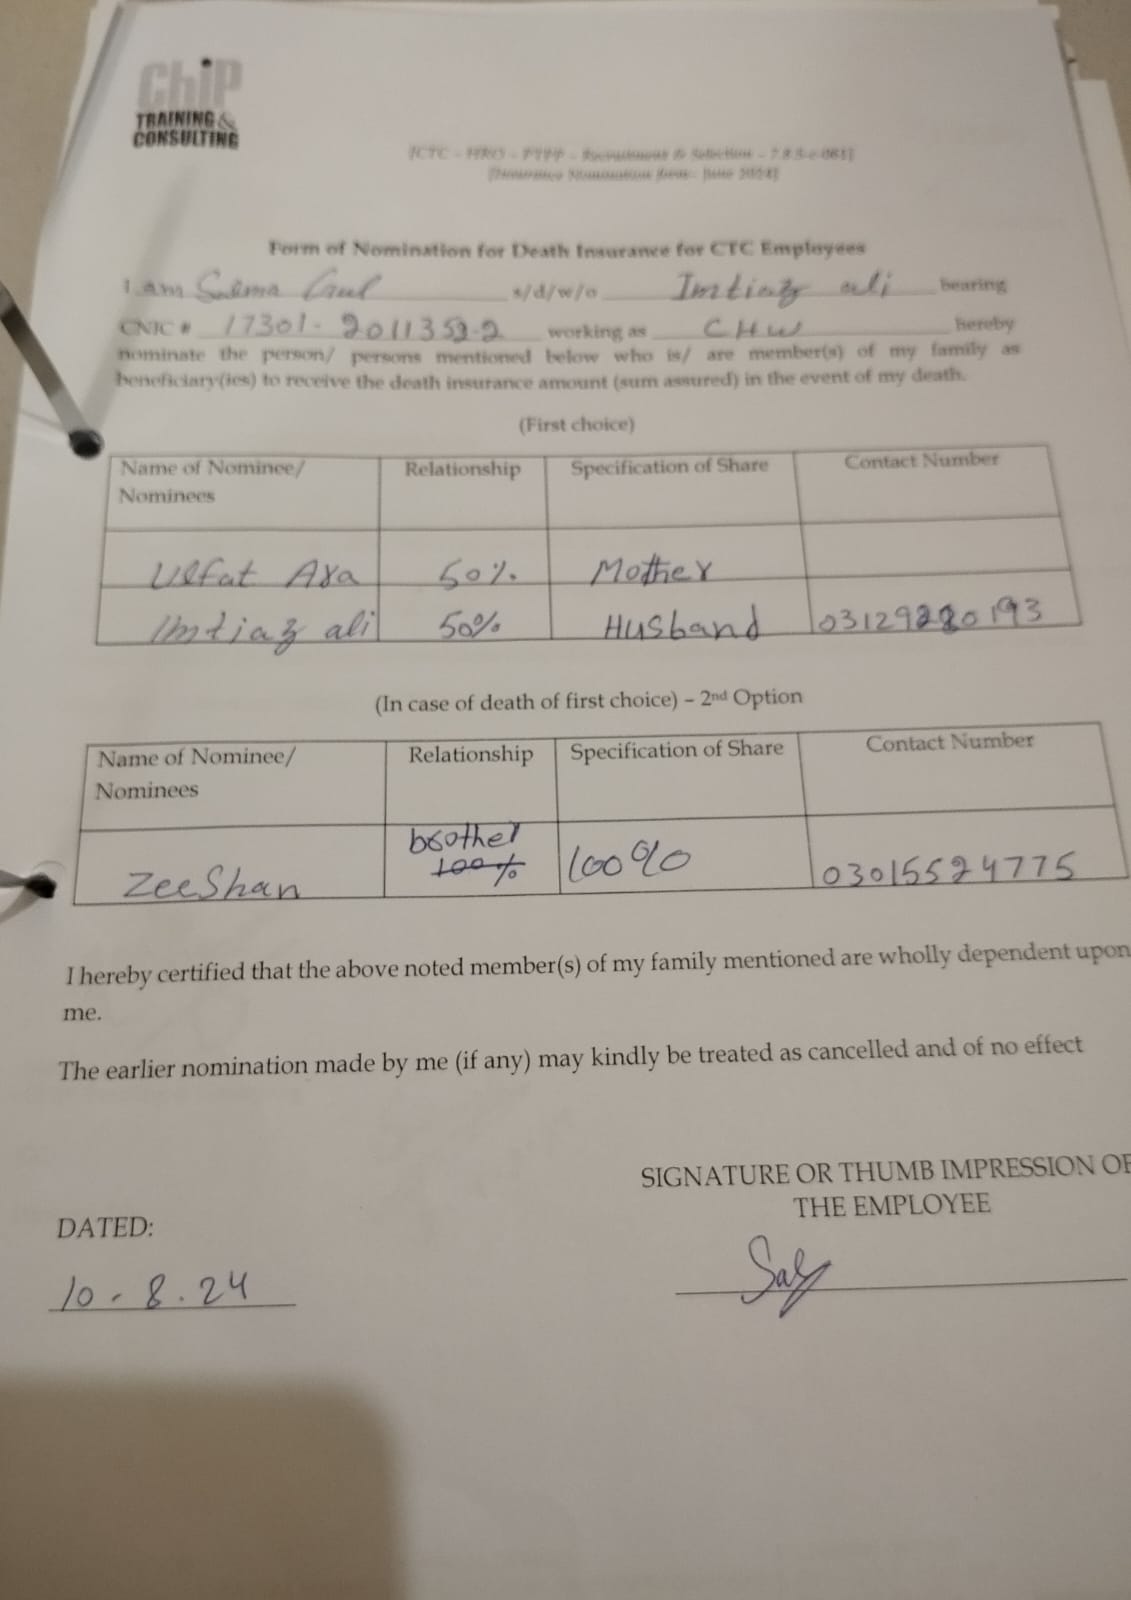 ChiP
TRAINING &
CONSULTING
Form of Nomination for Death Insurance for CTC Employees
I am Salma Gul s/d/w/o Imtiaz ali bearing
CNIC # 17301-2011359-2 working as CHW hereby
nominate the person/ persons mentioned below who is/ are member(s) of my family as
beneficiary(ies) to receive the death insurance amount (sum assured) in the event of my death.
(First choice)
Name of Nominee/ Relationship Specification of Share Contact Number
Nominees
Ulfat Ara 50% Mother
Imtiaz ali 50% Husband 03129280193
(In case of death of first choice) – 2nd Option
Name of Nominee/ Relationship Specification of Share Contact Number
Nominees
brother
ZeeShan 100% 100% 03015524775
I hereby certified that the above noted member(s) of my family mentioned are wholly dependent upon
me.
The earlier nomination made by me (if any) may kindly be treated as cancelled and of no effect
SIGNATURE OR THUMB IMPRESSION OF
THE EMPLOYEE
DATED:
10.8.24